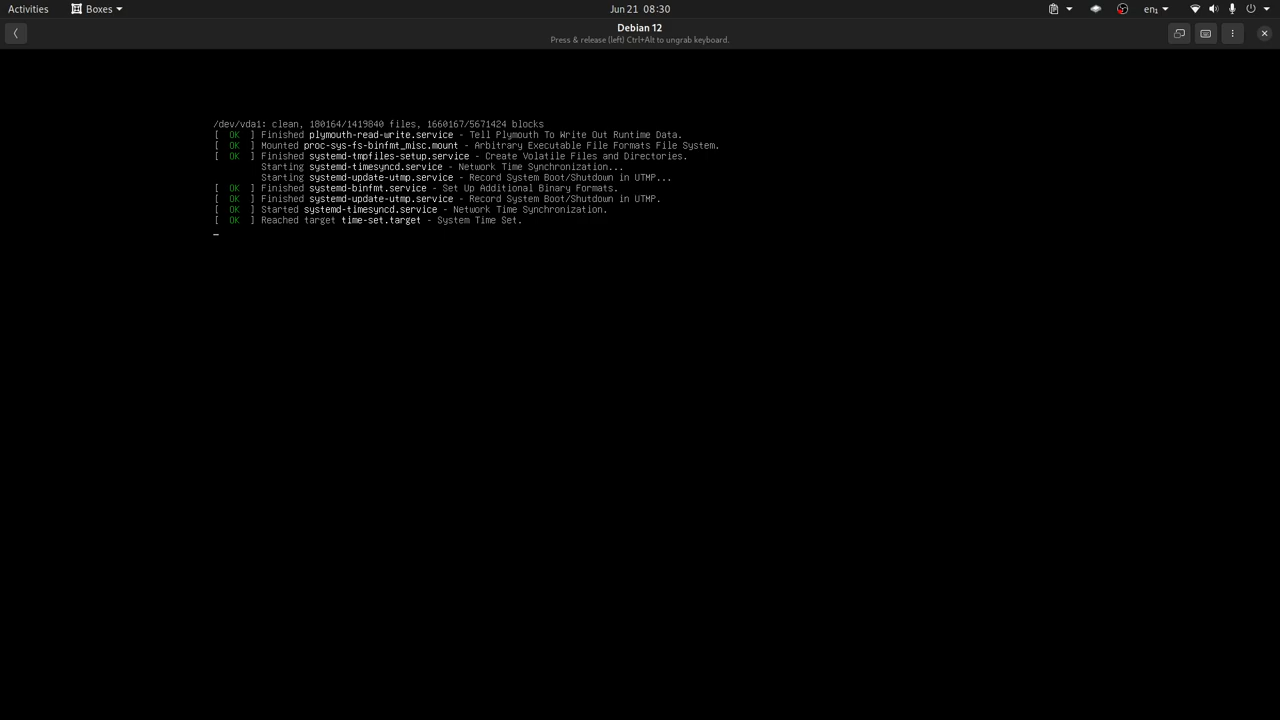 Activities Boxes Jun 21 08:30 en₁
Debian 12
Press & release (left) Ctrl+Alt to ungrab keyboard.
/dev/vda1: clean, 180164/1419840 files, 1660167/5671424 blocks
[  OK  ] Finished plymouth-read-write.service - Tell Plymouth To Write Out Runtime Data.
[  OK  ] Mounted proc-sys-fs-binfmt_misc.mount - Arbitrary Executable File Formats File System.
[  OK  ] Finished systemd-tmpfiles-setup.service - Create Volatile Files and Directories.
Starting systemd-timesyncd.service - Network Time Synchronization...
Starting systemd-update-utmp.service - Record System Boot/Shutdown in UTMP...
[  OK  ] Finished systemd-binfmt.service - Set Up Additional Binary Formats.
[  OK  ] Finished systemd-update-utmp.service - Record System Boot/Shutdown in UTMP.
[  OK  ] Started systemd-timesyncd.service - Network Time Synchronization.
[  OK  ] Reached target time-set.target - System Time Set.
_